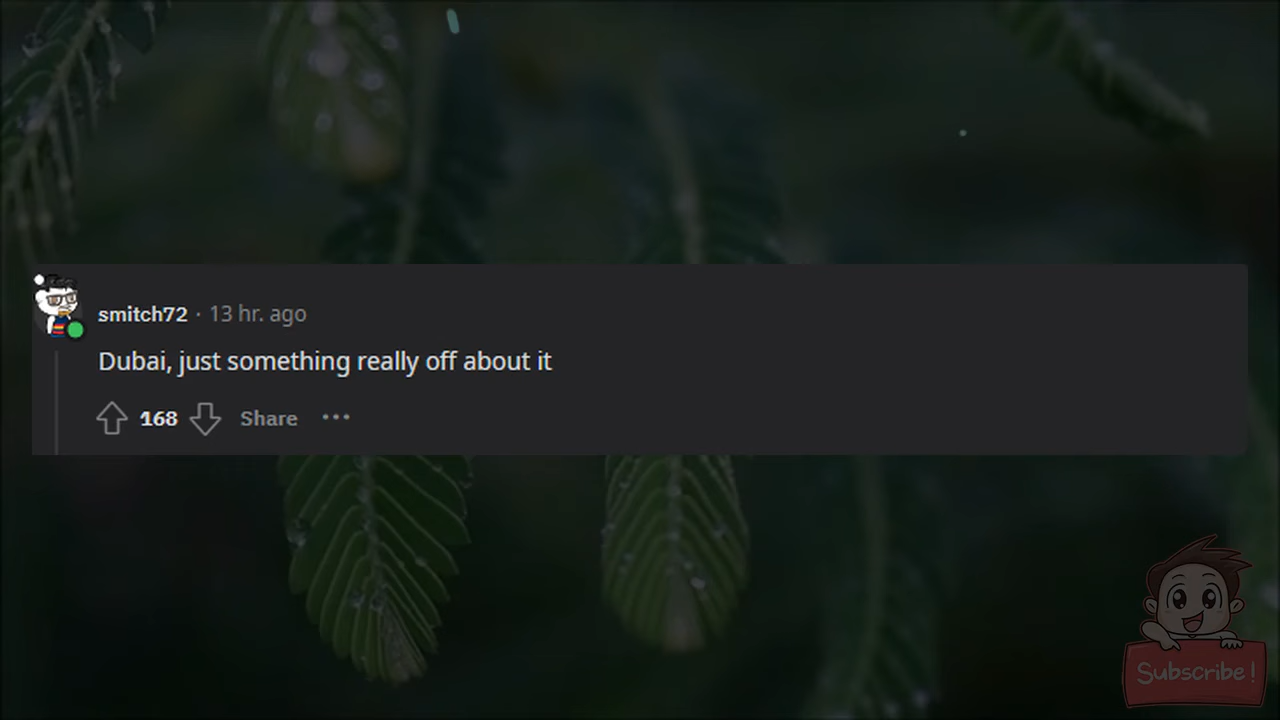 smitch72 · 13 hr. ago
Dubai, just something really off about it
168 Share ···
Subscribe!